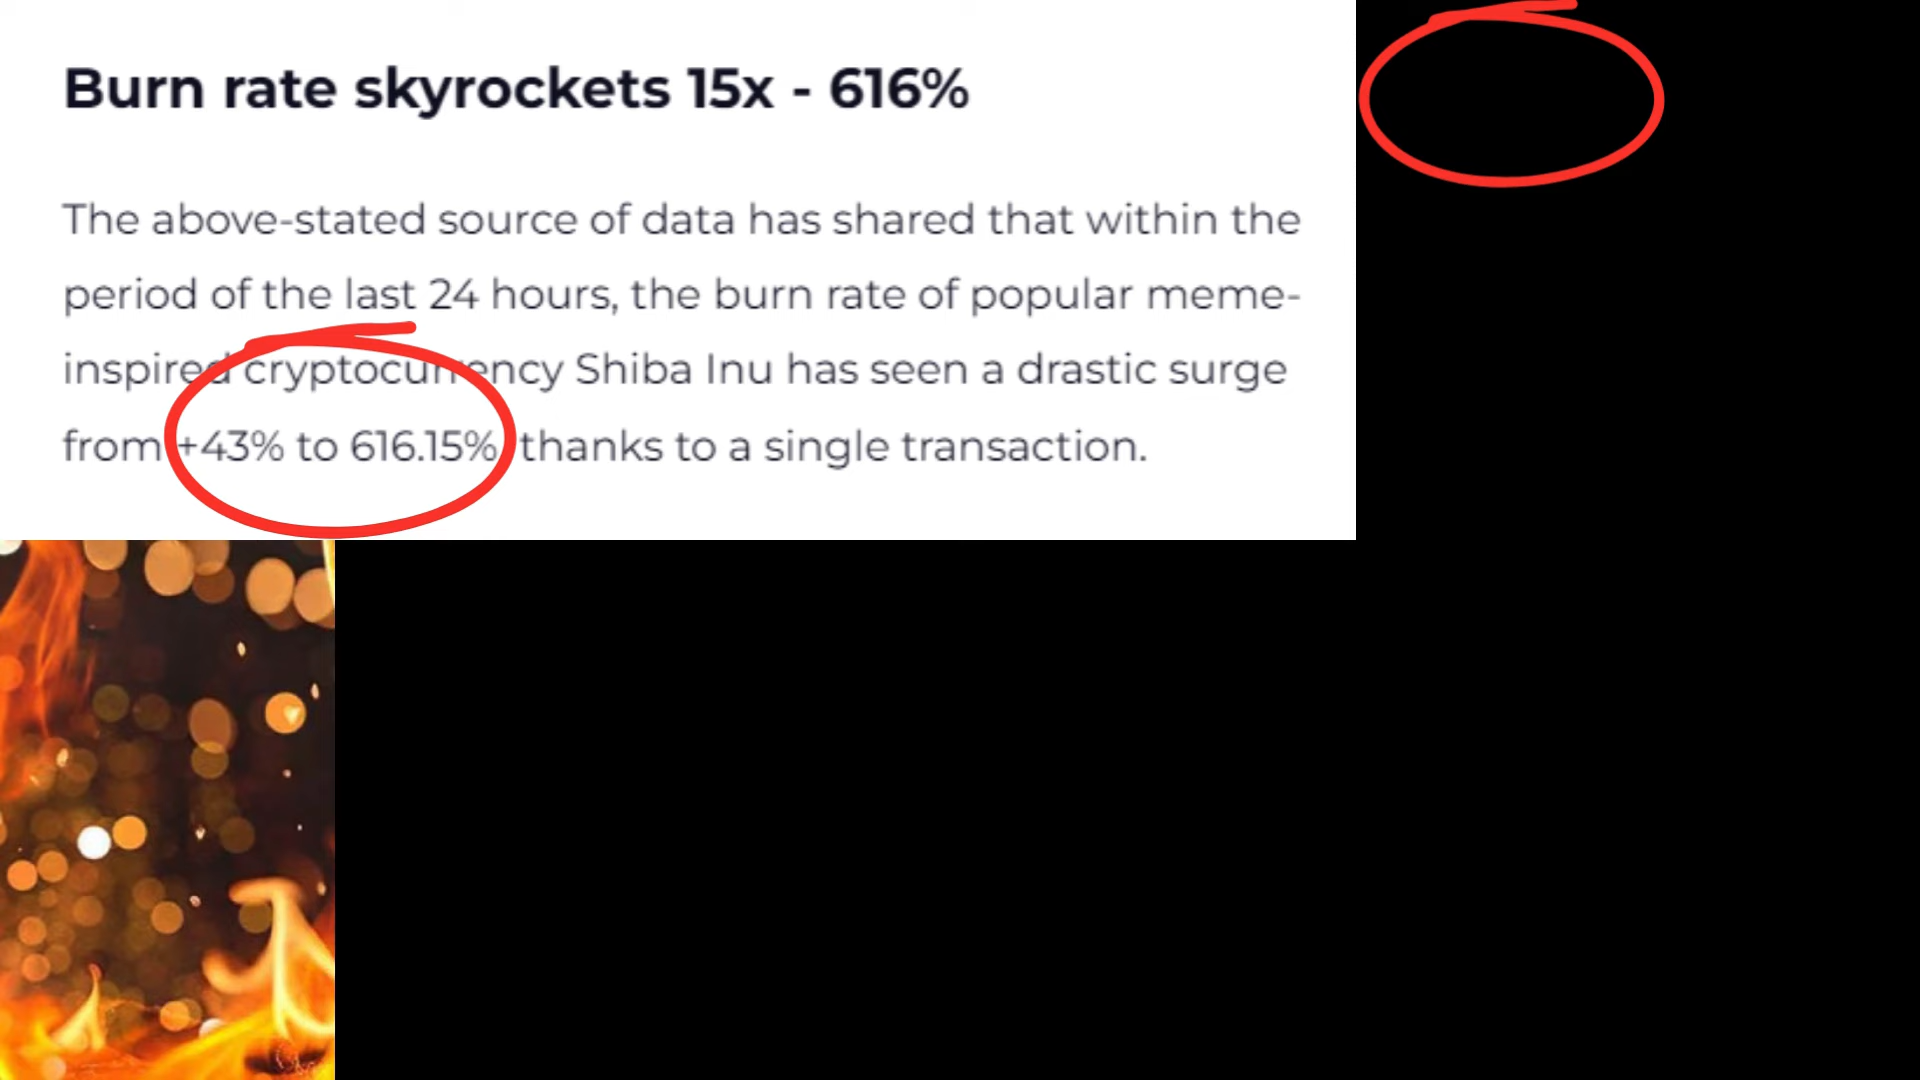 Burn rate skyrockets 15x - 616%
The above-stated source of data has shared that within the
period of the last 24 hours, the burn rate of popular meme-
inspired cryptocurrency Shiba Inu has seen a drastic surge
from +43% to 616.15% thanks to a single transaction.